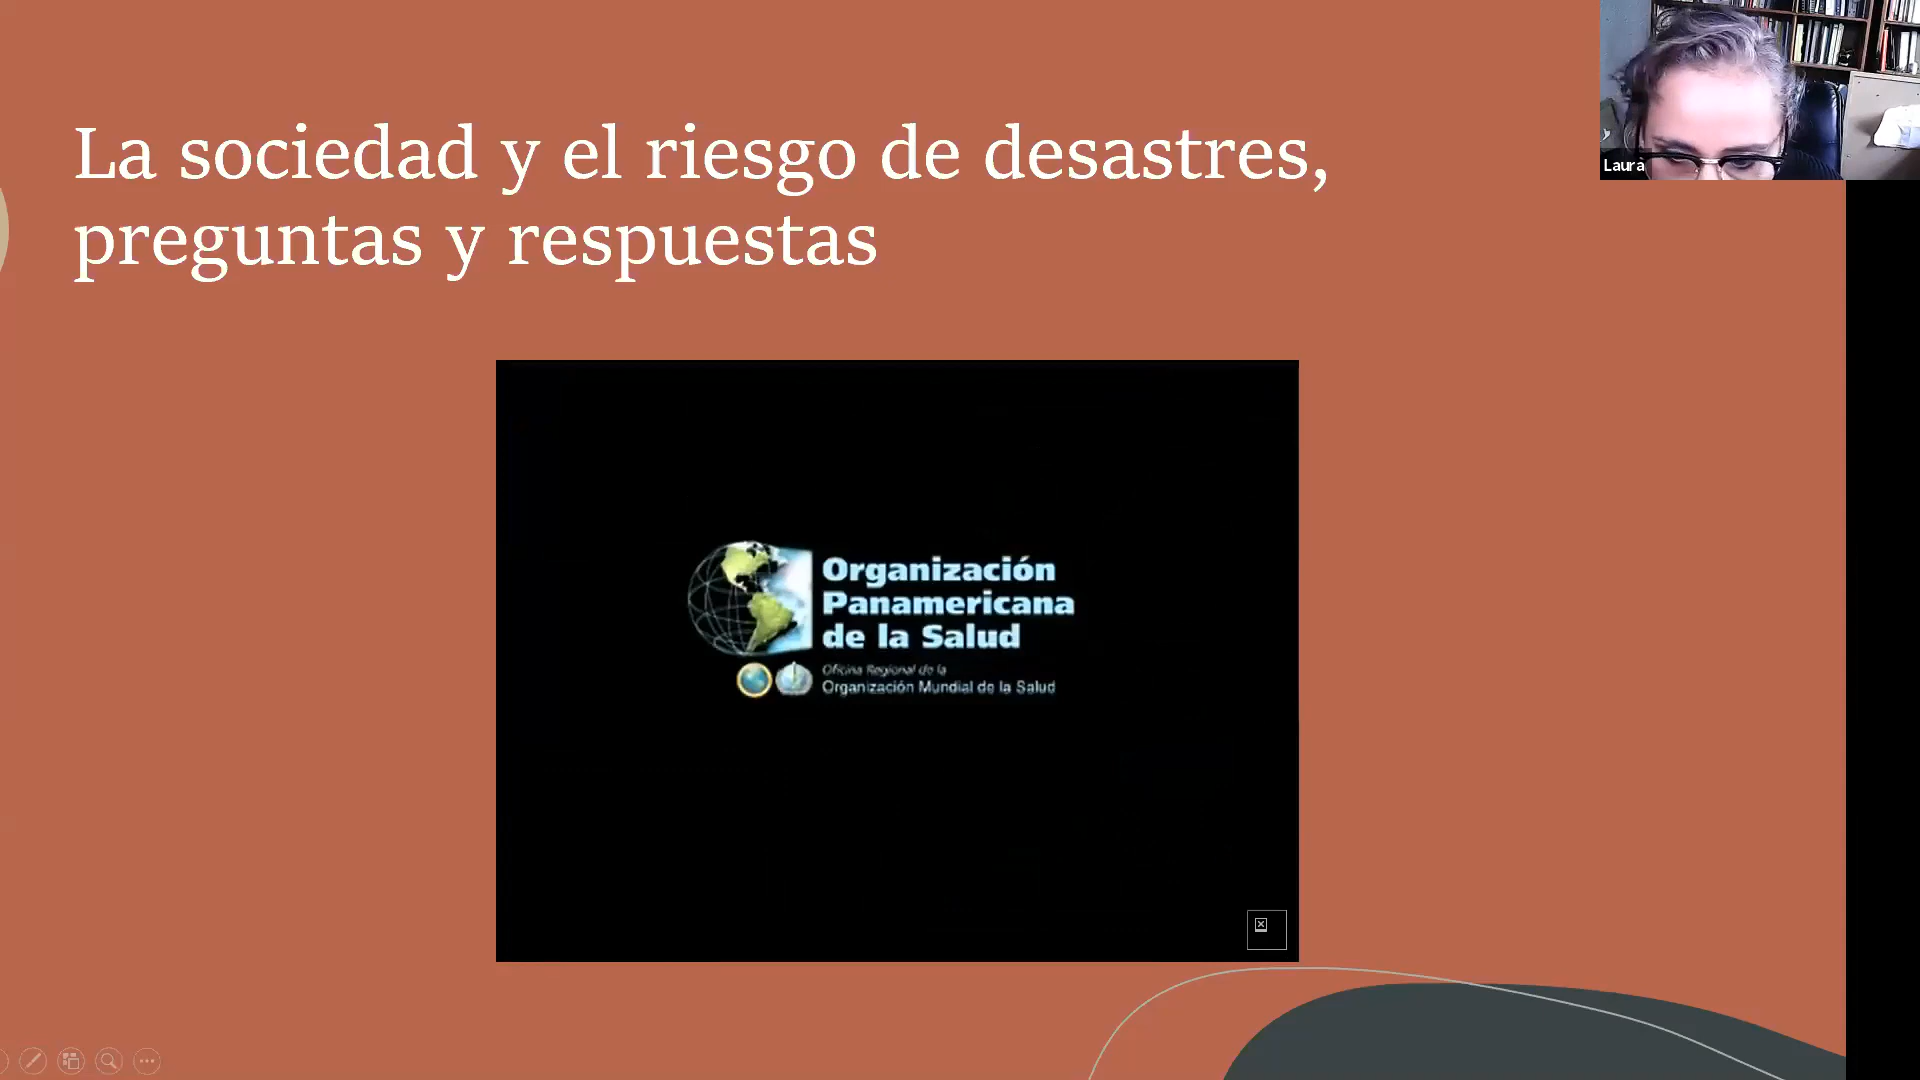 La sociedad y el riesgo de desastres,
preguntas y respuestas
Laura
Organización
Panamericana
de la Salud
Oficina Regional de la
Organización Mundial de la Salud